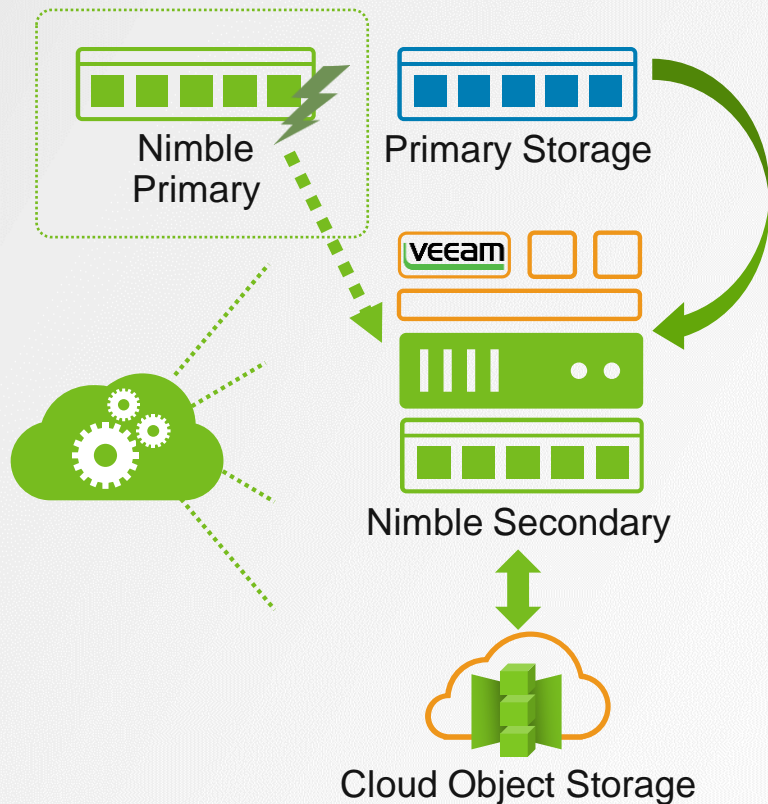 Nimble
Primary
Primary Storage
veeam
Nimble Secondary
Cloud Object Storage